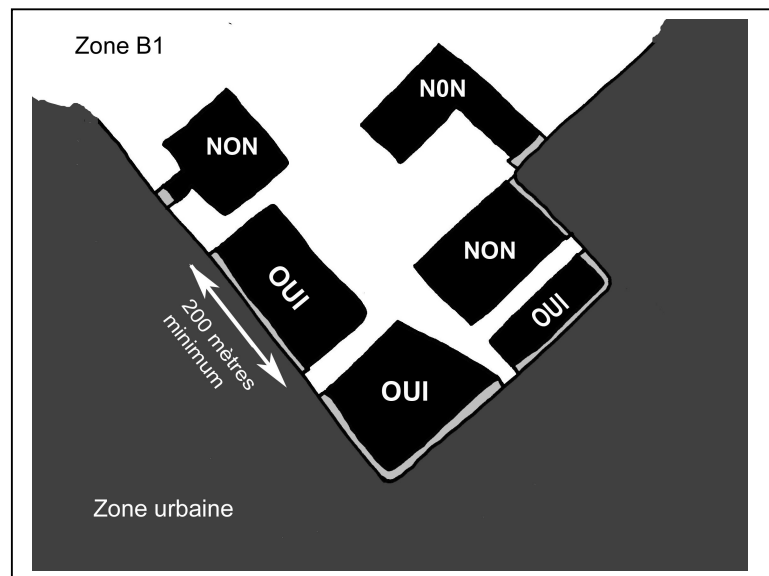 Zone B1
N0N
NON
NON
OUI
OUI
200 mètres
minimum
OUI
Zone urbaine